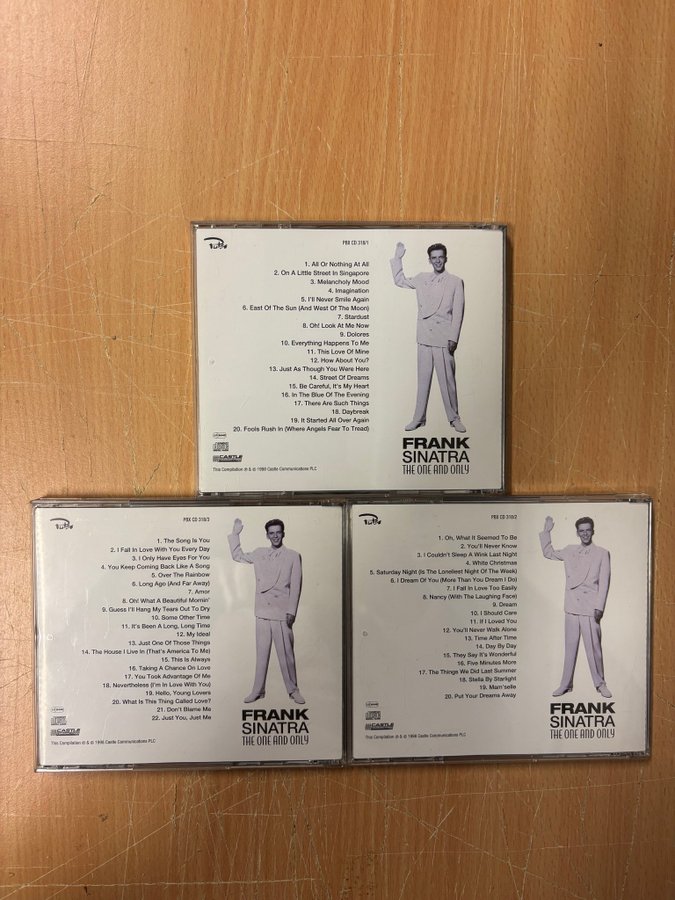 Pulse
PBX CD 318/1
1. All Or Nothing At All
2. On A Little Street In Singapore
3. Melancholy Mood
4. Imagination
5. I'll Never Smile Again
6. East Of The Sun (And West Of The Moon)
7. Stardust
8. Oh! Look At Me Now
9. Dolores
10. Everything Happens To Me
11. This Love Of Mine
12. How About You?
13. Just As Though You Were Here
14. Street Of Dreams
15. Be Careful, It's My Heart
16. In The Blue Of The Evening
17. There Are Such Things
18. Daybreak
19. It Started All Over Again
20. Fools Rush In (Where Angels Fear To Tread)
CASTLE
This Compilation ℗ & © 1998 Castle Communications PLC
FRANK
SINATRA
THE ONE AND ONLY
Pulse
PBX CD 318/3
1. The Song Is You
2. I Fall In Love With You Every Day
3. I Only Have Eyes For You
4. You Keep Coming Back Like A Song
5. Over The Rainbow
6. Long Ago (And Far Away)
7. Amor
8. Oh! What A Beautiful Mornin'
9. Guess I'll Hang My Tears Out To Dry
10. Some Other Time
11. It's Been A Long, Long Time
12. My Ideal
13. Just One Of Those Things
14. The House I Live In (That's America To Me)
15. This Is Always
16. Taking A Chance On Love
17. You Took Advantage Of Me
18. Nevertheless (I'm In Love With You)
19. Hello, Young Lovers
20. What Is This Thing Called Love?
21. Don't Blame Me
22. Just You, Just Me
CASTLE
This Compilation ℗ & © 1998 Castle Communications PLC
FRANK
SINATRA
THE ONE AND ONLY
Pulse
PBX CD 318/2
1. Oh, What It Seemed To Be
2. You'll Never Know
3. I Couldn't Sleep A Wink Last Night
4. White Christmas
5. Saturday Night (Is The Loneliest Night Of The Week)
6. I Dream Of You (More Than You Dream I Do)
7. I Fall In Love Too Easily
8. Nancy (With The Laughing Face)
9. Dream
10. I Should Care
11. If I Loved You
12. You'll Never Walk Alone
13. Time After Time
14. Day By Day
15. They Say It's Wonderful
16. Five Minutes More
17. The Things We Did Last Summer
18. Stella By Starlight
19. Mam'selle
20. Put Your Dreams Away
CASTLE
This Compilation ℗ & © 1998 Castle Communications PLC
FRANK
SINATRA
THE ONE AND ONLY